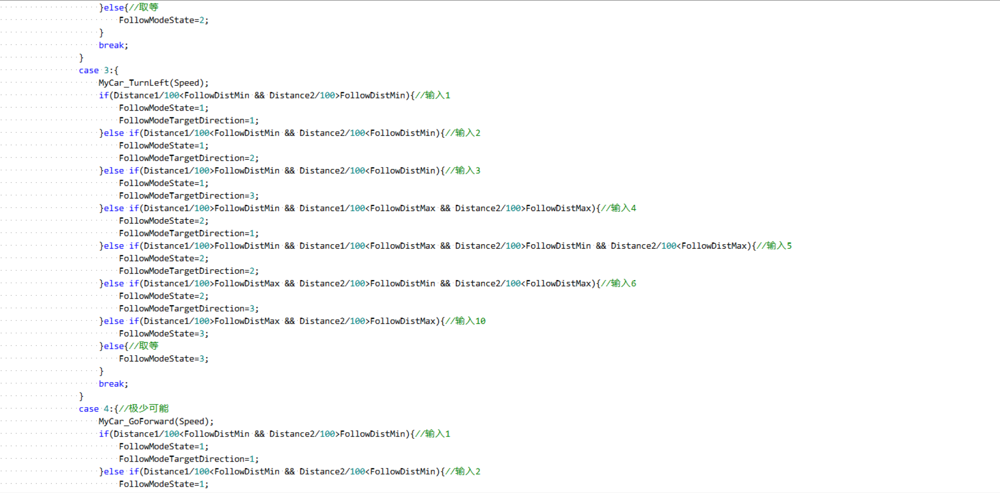 }else{//取等
FollowModeState=2;
}
break;
}
case 3:{
MyCar_TurnLeft(Speed);
if(Distance1/100<FollowDistMin && Distance2/100>FollowDistMin){//输入1
FollowModeState=1;
FollowModeTargetDirection=1;
}else if(Distance1/100<FollowDistMin && Distance2/100<FollowDistMin){//输入2
FollowModeState=1;
FollowModeTargetDirection=2;
}else if(Distance1/100>FollowDistMin && Distance2/100<FollowDistMin){//输入3
FollowModeState=1;
FollowModeTargetDirection=3;
}else if(Distance1/100>FollowDistMin && Distance1/100<FollowDistMax && Distance2/100>FollowDistMax){//输入4
FollowModeState=2;
FollowModeTargetDirection=1;
}else if(Distance1/100>FollowDistMin && Distance1/100<FollowDistMax && Distance2/100>FollowDistMin && Distance2/100<FollowDistMax){//输入5
FollowModeState=2;
FollowModeTargetDirection=2;
}else if(Distance1/100>FollowDistMax && Distance2/100>FollowDistMin && Distance2/100<FollowDistMax){//输入6
FollowModeState=2;
FollowModeTargetDirection=3;
}else if(Distance1/100>FollowDistMax && Distance2/100>FollowDistMax){//输入10
FollowModeState=3;
}else{//取等
FollowModeState=3;
}
break;
}
case 4:{//极少可能
MyCar_GoForward(Speed);
if(Distance1/100<FollowDistMin && Distance2/100>FollowDistMin){//输入1
FollowModeState=1;
FollowModeTargetDirection=1;
}else if(Distance1/100<FollowDistMin && Distance2/100<FollowDistMin){//输入2
FollowModeState=1;